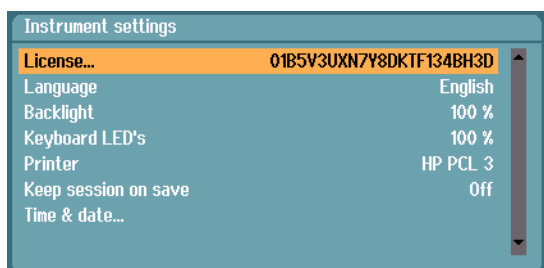 Instrument settings
License... 01B5V3UXN7Y8DKTF134BH3D
Language English
Backlight 100 %
Keyboard LED's 100 %
Printer HP PCL 3
Keep session on save Off
Time & date...